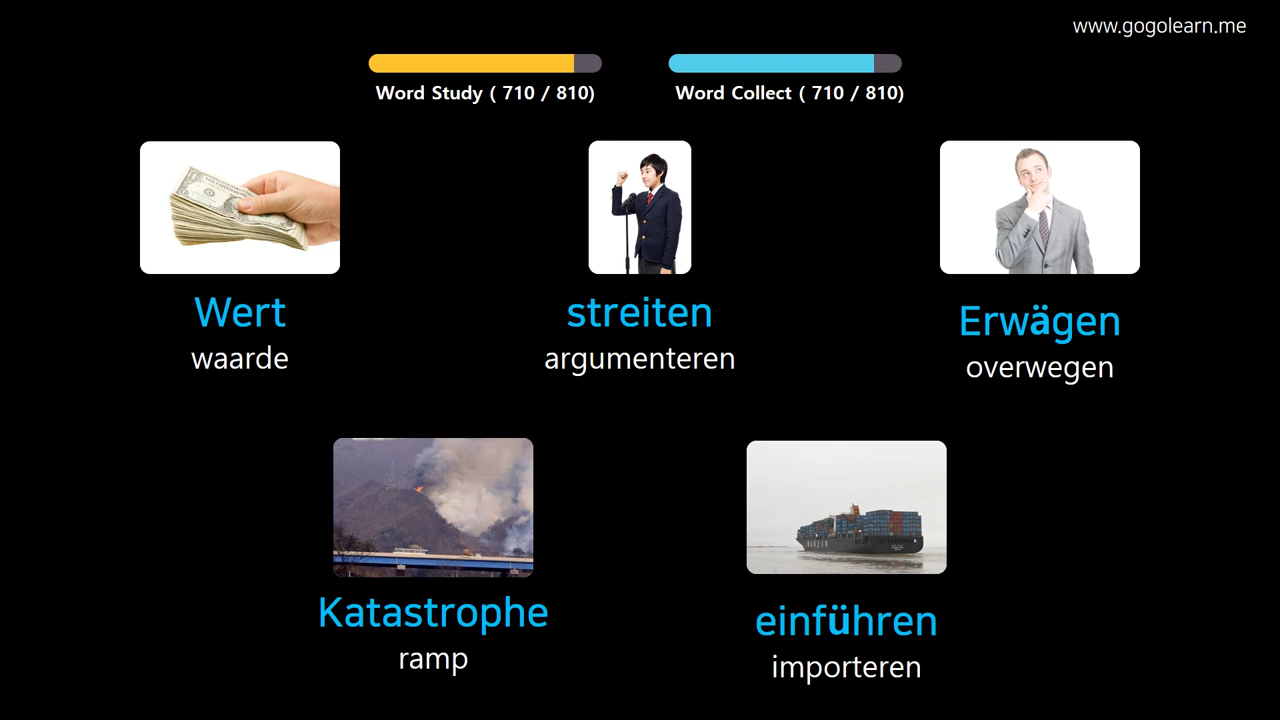 www.gogolearn.me
Word Study ( 710 / 810)
Word Collect ( 710 / 810)
Wert
waarde
streiten
argumenteren
Erwägen
overwegen
Katastrophe
ramp
HANJIN
einführen
importeren